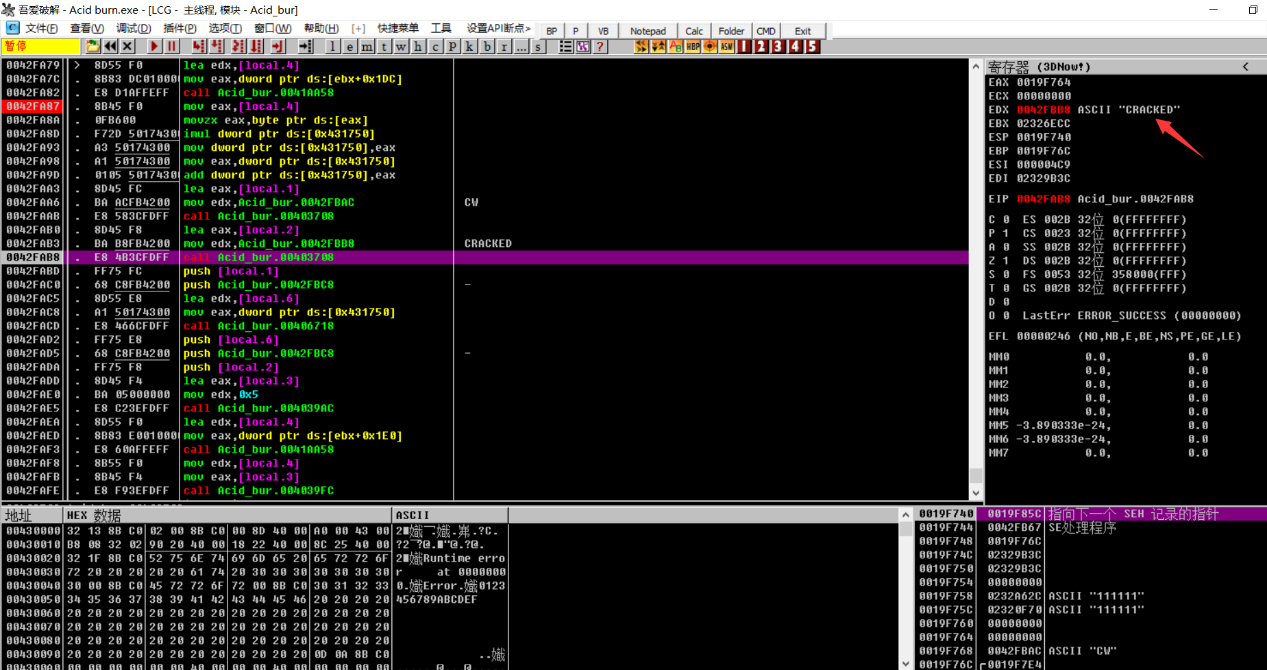 吾爱破解 - Acid burn.exe - [LCG - 主线程, 模块 - Acid_bur]
文件(F) 查看(V) 调试(D) 插件(P) 选项(T) 窗口(W) 帮助(H) [+] 快捷菜单 工具 设置API断点> BP P VB Notepad Calc Folder CMD Exit
暂停 l e m t w h c P k b r ... s ? 1 2 3 4 5
0042FA79 > 8D55 F0 lea edx,[local.4]
0042FA7C . 8B83 DC01000 mov eax,dword ptr ds:[ebx+0x1DC]
0042FA82 . E8 D1AFFEFF call Acid_bur.0041AA58
0042FA87 . 8B45 F0 mov eax,[local.4]
0042FA8A . 0FB600 movzx eax,byte ptr ds:[eax]
0042FA8D . F72D 50174300 imul dword ptr ds:[0x431750]
0042FA93 . A3 50174300 mov dword ptr ds:[0x431750],eax
0042FA98 . A1 50174300 mov eax,dword ptr ds:[0x431750]
0042FA9D . 0105 50174300 add dword ptr ds:[0x431750],eax
0042FAA3 . 8D45 FC lea eax,[local.1]
0042FAA6 . BA ACFB4200 mov edx,Acid_bur.0042FBAC CW
0042FAAB . E8 583CFDFF call Acid_bur.00403708
0042FAB0 . 8D45 F8 lea eax,[local.2]
0042FAB3 . BA B8FB4200 mov edx,Acid_bur.0042FBB8 CRACKED
0042FAB8 . E8 4B3CFDFF call Acid_bur.00403708
0042FABD . FF75 FC push [local.1]
0042FAC0 . 68 C8FB4200 push Acid_bur.0042FBC8 -
0042FAC5 . 8D55 E8 lea edx,[local.6]
0042FAC8 . A1 50174300 mov eax,dword ptr ds:[0x431750]
0042FACD . E8 466CFDFF call Acid_bur.00406718
0042FAD2 . FF75 E8 push [local.6]
0042FAD5 . 68 C8FB4200 push Acid_bur.0042FBC8 -
0042FADA . FF75 F8 push [local.2]
0042FADD . 8D45 F4 lea eax,[local.3]
0042FAE0 . BA 05000000 mov edx,0x5
0042FAE5 . E8 C23EFDFF call Acid_bur.004039AC
0042FAEA . 8D55 F0 lea edx,[local.4]
0042FAED . 8B83 E001000 mov eax,dword ptr ds:[ebx+0x1E0]
0042FAF3 . E8 60AFFEFF call Acid_bur.0041AA58
0042FAF8 . 8B55 F0 mov edx,[local.4]
0042FAFB . 8B45 F4 mov eax,[local.3]
0042FAFE . E8 F93EFDFF call Acid_bur.004039FC
寄存器 (3DNow!) <
EAX 0019F764
ECX 00000000
EDX 0042FBB8 ASCII "CRACKED"
EBX 02326ECC
ESP 0019F740
EBP 0019F76C
ESI 000004C9
EDI 02329B3C
EIP 0042FAB8 Acid_bur.0042FAB8
C 0 ES 002B 32位 0(FFFFFFFF)
P 1 CS 0023 32位 0(FFFFFFFF)
A 0 SS 002B 32位 0(FFFFFFFF)
Z 1 DS 002B 32位 0(FFFFFFFF)
S 0 FS 0053 32位 358000(FFF)
T 0 GS 002B 32位 0(FFFFFFFF)
D 0
O 0 LastErr ERROR_SUCCESS (00000000)
EFL 00000246 (NO,NB,E,BE,NS,PE,GE,LE)
MM0 0.0, 0.0
MM1 0.0, 0.0
MM2 0.0, 0.0
MM3 0.0, 0.0
MM4 0.0, 0.0
MM5 -3.890333e-24, 0.0
MM6 -3.890333e-24, 0.0
MM7 0.0, 0.0
地址 HEX 数据 ASCII
00430000 32 13 8B C0 02 00 8B C0 00 8D 40 00 A0 00 43 00
00430010 B8 08 32 02 90 20 40 00 18 22 40 00 8C 25 40 00
00430020 32 1F 8B C0 52 75 6E 74 69 6D 65 20 65 72 72 6F Runtime erro
00430030 72 20 20 20 20 20 61 74 20 30 30 30 30 30 30 30 r at 0000000
00430040 30 00 8B C0 45 72 72 6F 72 00 8B C0 30 31 32 33 0.嬂Error.嬂0123
00430050 34 35 36 37 38 39 41 42 43 44 45 46 20 20 20 20 456789ABCDEF
00430060 20 20 20 20 20 20 20 20 20 20 20 20 20 20 20 20
00430070 20 20 20 20 20 20 20 20 20 20 20 20 20 20 20 20
00430080 20 20 20 20 20 20 20 20 20 20 20 20 20 20 20 20
00430090 20 20 20 20 20 20 20 20 20 20 20 20 0D 0A 8B C0 ..嬂
0019F740 0019F85C 指向下一个 SEH 记录的指针
0019F744 0042FB67 SE处理程序
0019F748 0019F76C
0019F74C 02329B3C
0019F750 02329B3C
0019F754 00000000
0019F758 0232A62C ASCII "111111"
0019F75C 02320F70 ASCII "111111"
0019F760 00000000
0019F764 00000000
0019F768 0042FBAC ASCII "CW"
0019F76C 0019F7E4